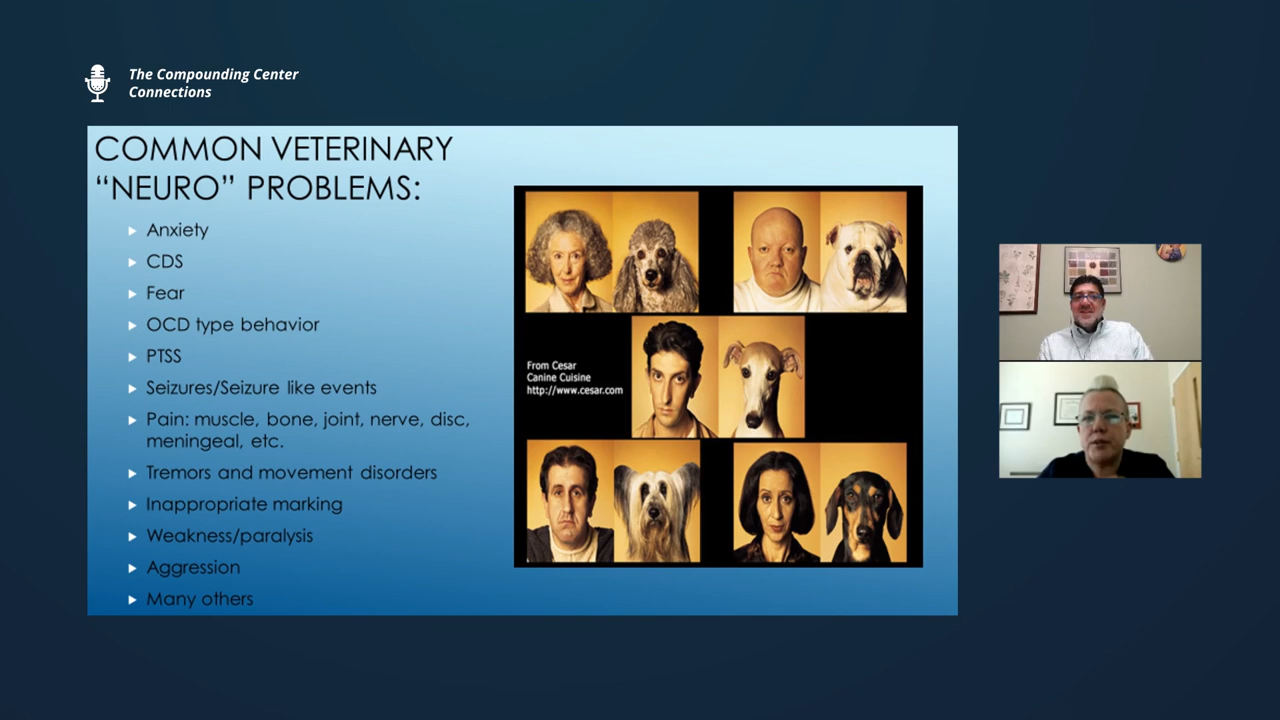 The Compounding Center
Connections
COMMON VETERINARY
“NEURO” PROBLEMS:
Anxiety
CDS
Fear
OCD type behavior
PTSS
Seizures/Seizure like events
Pain: muscle, bone, joint, nerve, disc,
meningeal, etc.
Tremors and movement disorders
Inappropriate marking
Weakness/paralysis
Aggression
Many others
From Cesar
Canine Cuisine
http://www.cesar.com